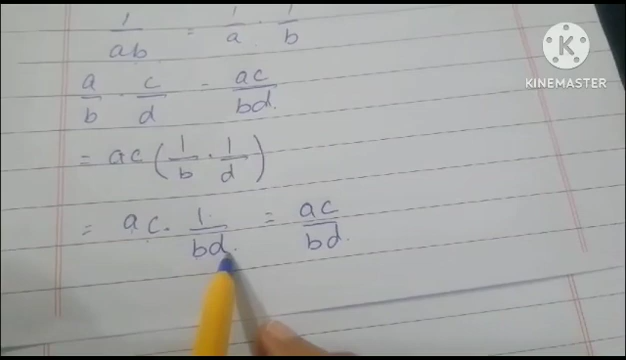 1/ab = 1/a · 1/b
a/b · c/d = ac/bd.
= ac (1/b · 1/d)
= ac · 1/bd. = ac/bd.
K
KINEMASTER